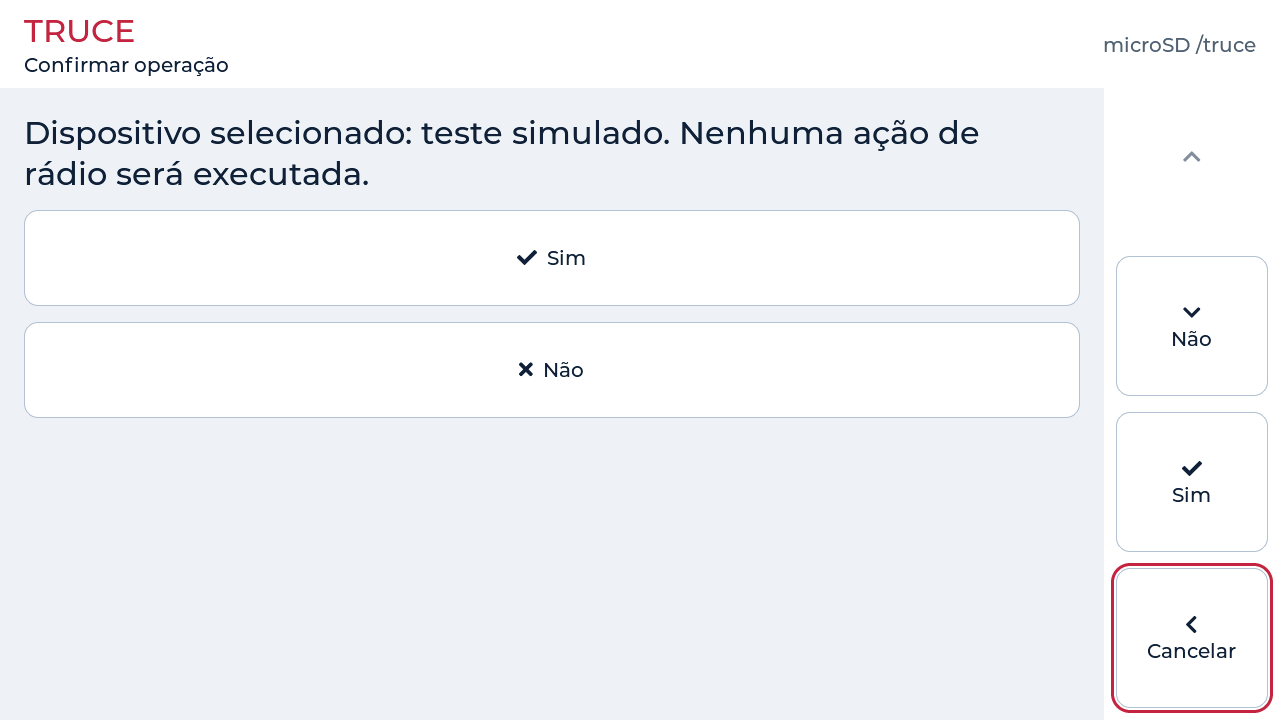 TRUCE
Confirmar operação
microSD /truce
Dispositivo selecionado: teste simulado. Nenhuma ação de
rádio será executada.
Sim
Não
Não
Sim
Cancelar